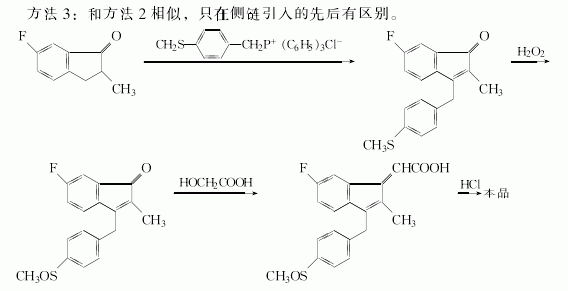 方法 3：和方法 2 相似，只在侧链引入的先后有区别。
F
O
CH₃
CH₂S
CH₂P⁺ (C₆H₅)₃Cl⁻
F
O
CH₃
CH₃S
H₂O₂
F
O
CH₃
CH₃OS
HOCH₂COOH
F
CHCOOH
CH₃
CH₃OS
HCl
本品